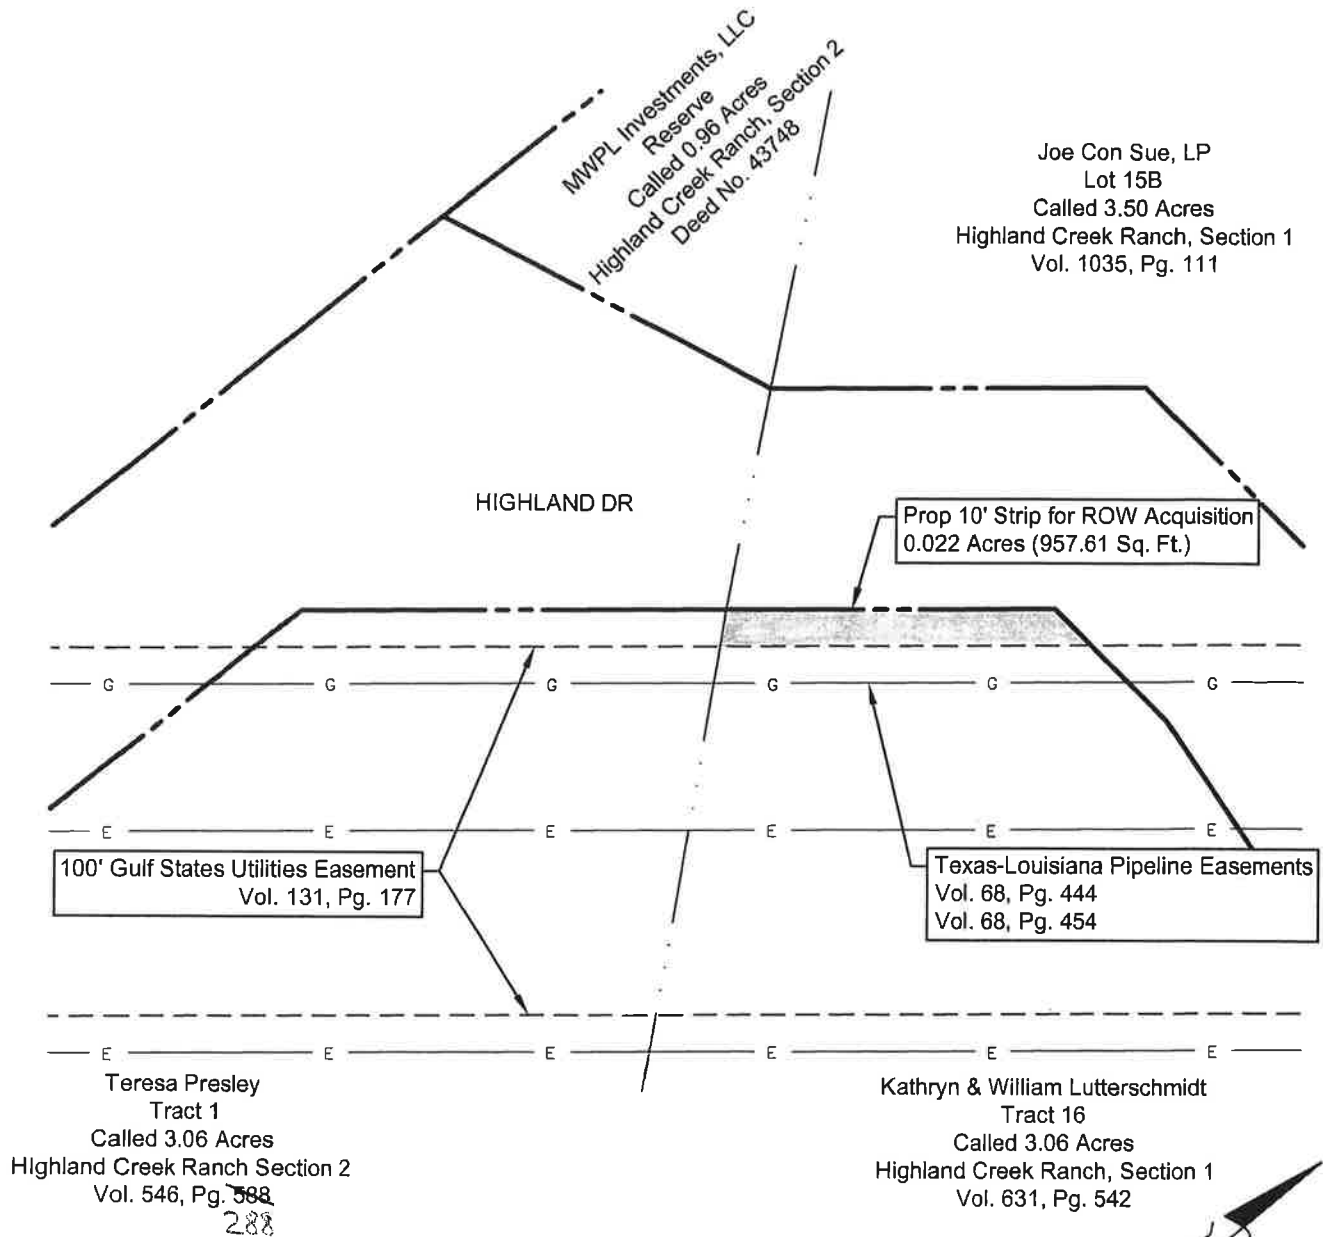 MWPL Investments, LLC
Reserve
Called 0.96 Acres
Highland Creek Ranch, Section 2
Deed No. 43748
Joe Con Sue, LP
Lot 15B
Called 3.50 Acres
Highland Creek Ranch, Section 1
Vol. 1035, Pg. 111
HIGHLAND DR
Prop 10' Strip for ROW Acquisition
0.022 Acres (957.61 Sq. Ft.)
G G G G G G
E E E E E E
100' Gulf States Utilities Easement
Vol. 131, Pg. 177
Texas-Louisiana Pipeline Easements
Vol. 68, Pg. 444
Vol. 68, Pg. 454
E E E E E E
Teresa Presley
Tract 1
Called 3.06 Acres
Highland Creek Ranch Section 2
Vol. 546, Pg. 588
288
Kathryn & William Lutterschmidt
Tract 16
Called 3.06 Acres
Highland Creek Ranch, Section 1
Vol. 631, Pg. 542